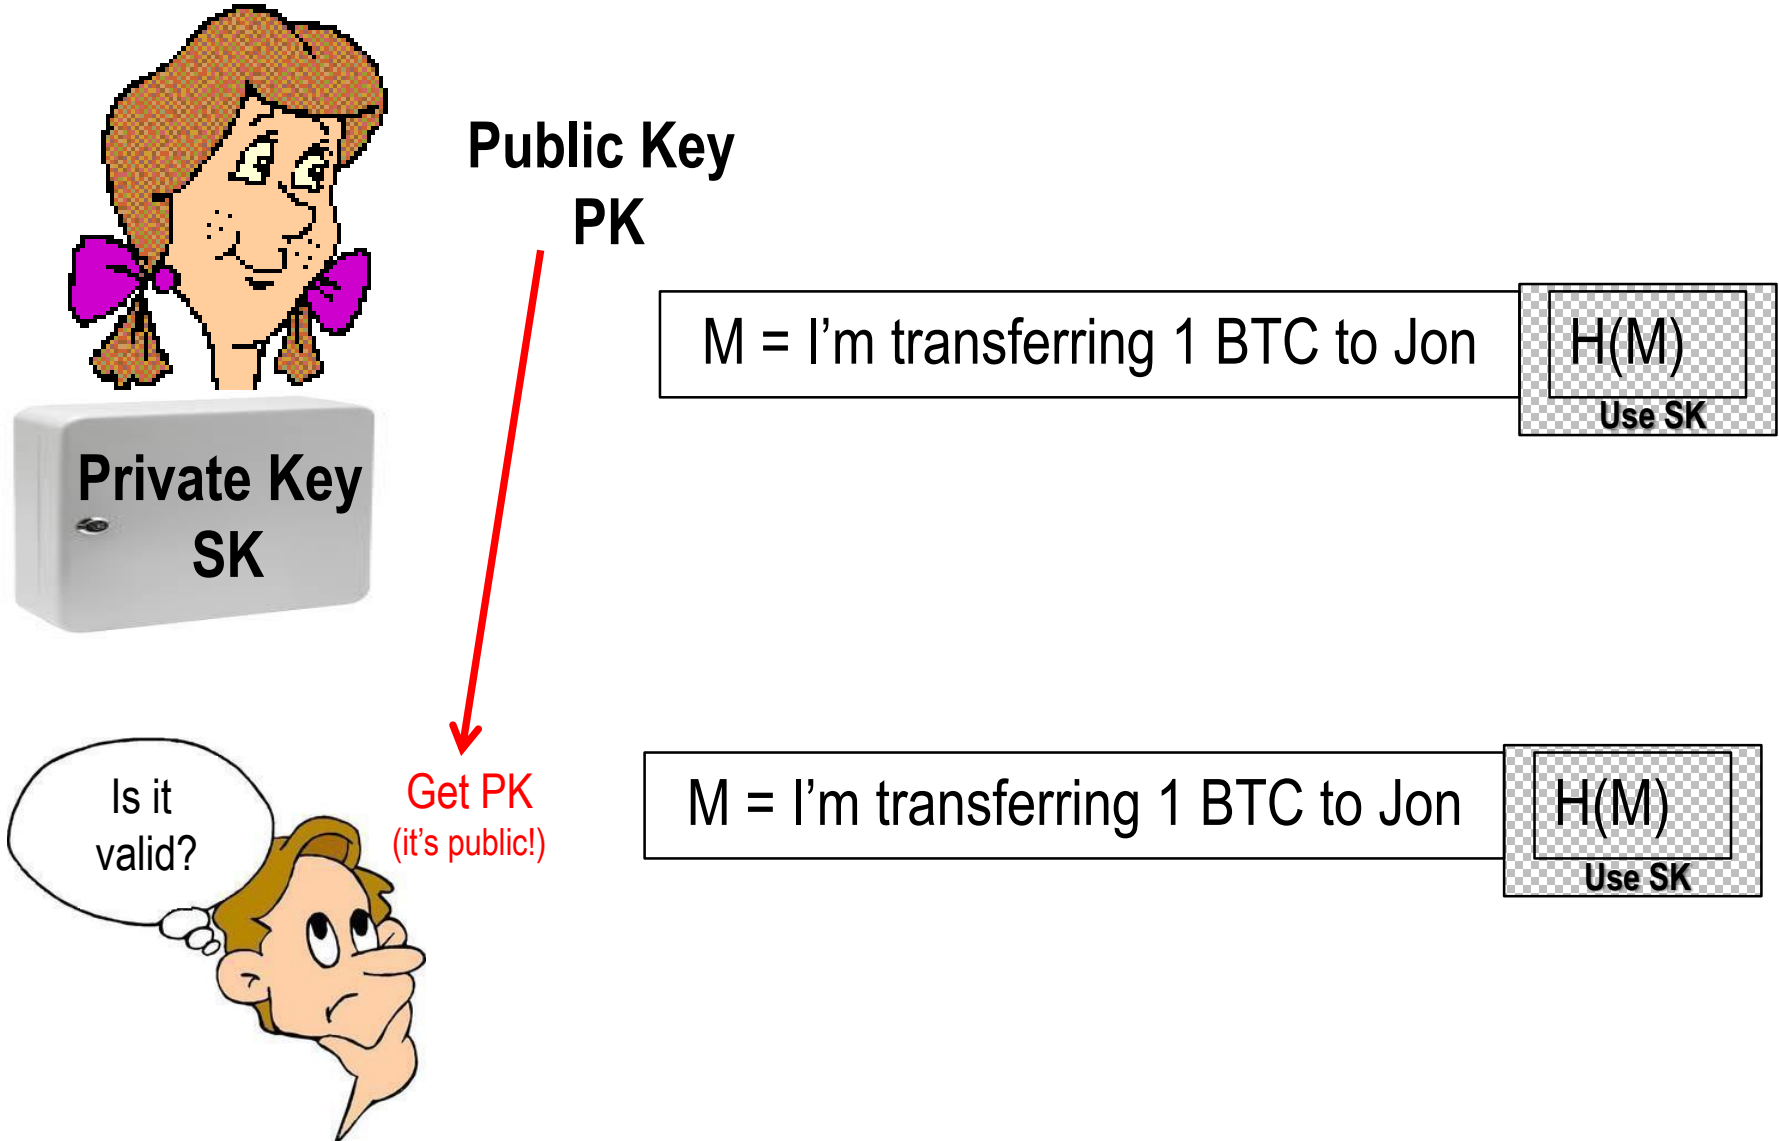 Public Key
PK
M = I’m transferring 1 BTC to Jon
H(M)
Use SK
Private Key
SK
Is it
valid?
Get PK
(it’s public!)
M = I’m transferring 1 BTC to Jon
H(M)
Use SK